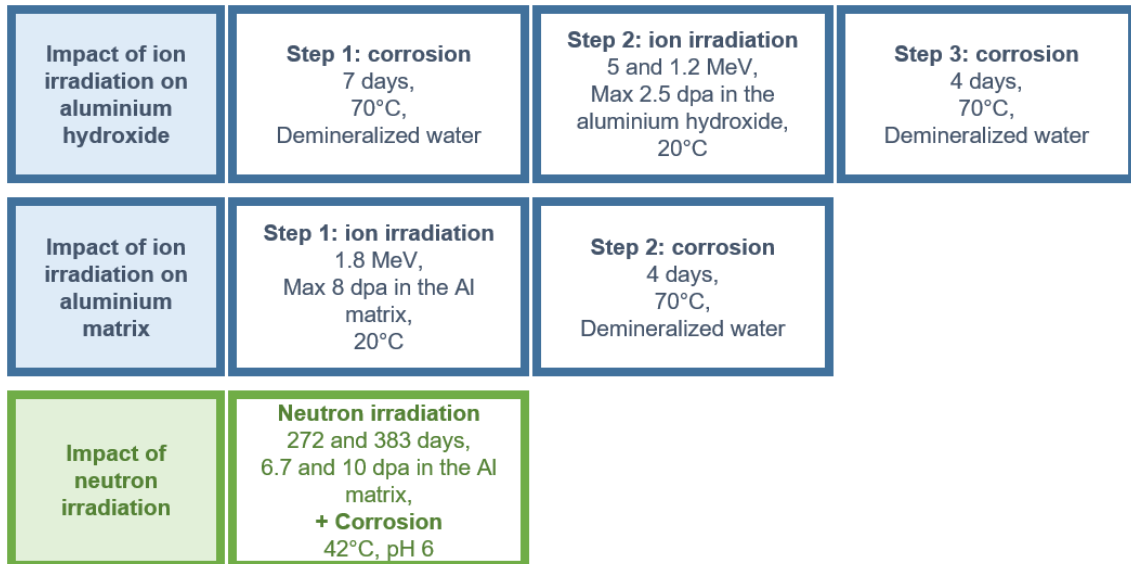 Impact of ion
irradiation on
aluminium
hydroxide
Step 1: corrosion
7 days,
70°C,
Demineralized water
Step 2: ion irradiation
5 and 1.2 MeV,
Max 2.5 dpa in the
aluminium hydroxide,
20°C
Step 3: corrosion
4 days,
70°C,
Demineralized water
Impact of ion
irradiation on
aluminium
matrix
Step 1: ion irradiation
1.8 MeV,
Max 8 dpa in the Al
matrix,
20°C
Step 2: corrosion
4 days,
70°C,
Demineralized water
Impact of
neutron
irradiation
Neutron irradiation
272 and 383 days,
6.7 and 10 dpa in the Al
matrix,
+ Corrosion
42°C, pH 6